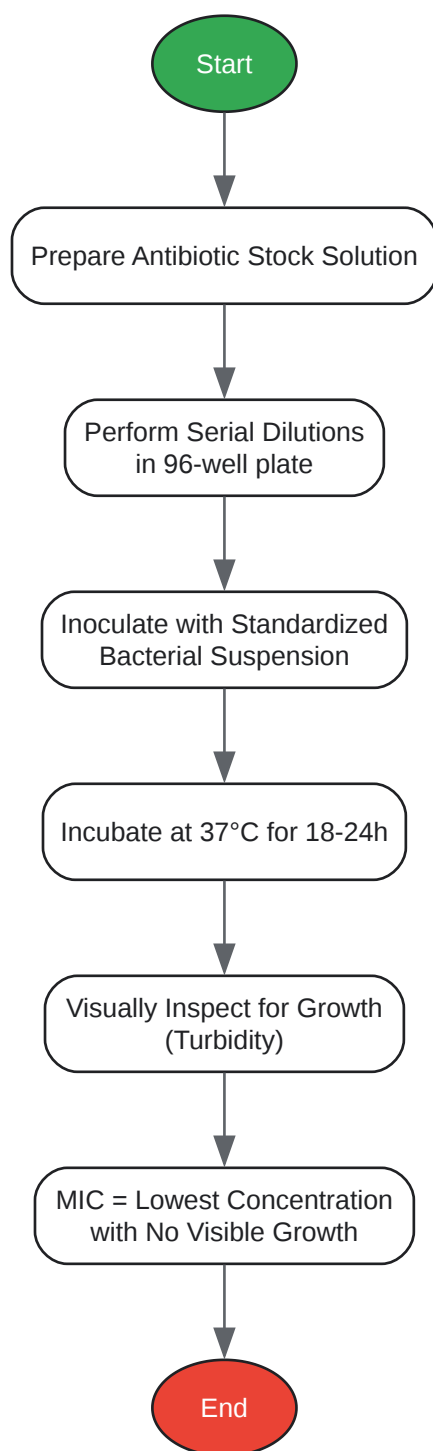 Start
Prepare Antibiotic Stock Solution
Perform Serial Dilutions
in 96-well plate
Inoculate with Standardized
Bacterial Suspension
Incubate at 37°C for 18-24h
Visually Inspect for Growth
(Turbidity)
MIC = Lowest Concentration
with No Visible Growth
End